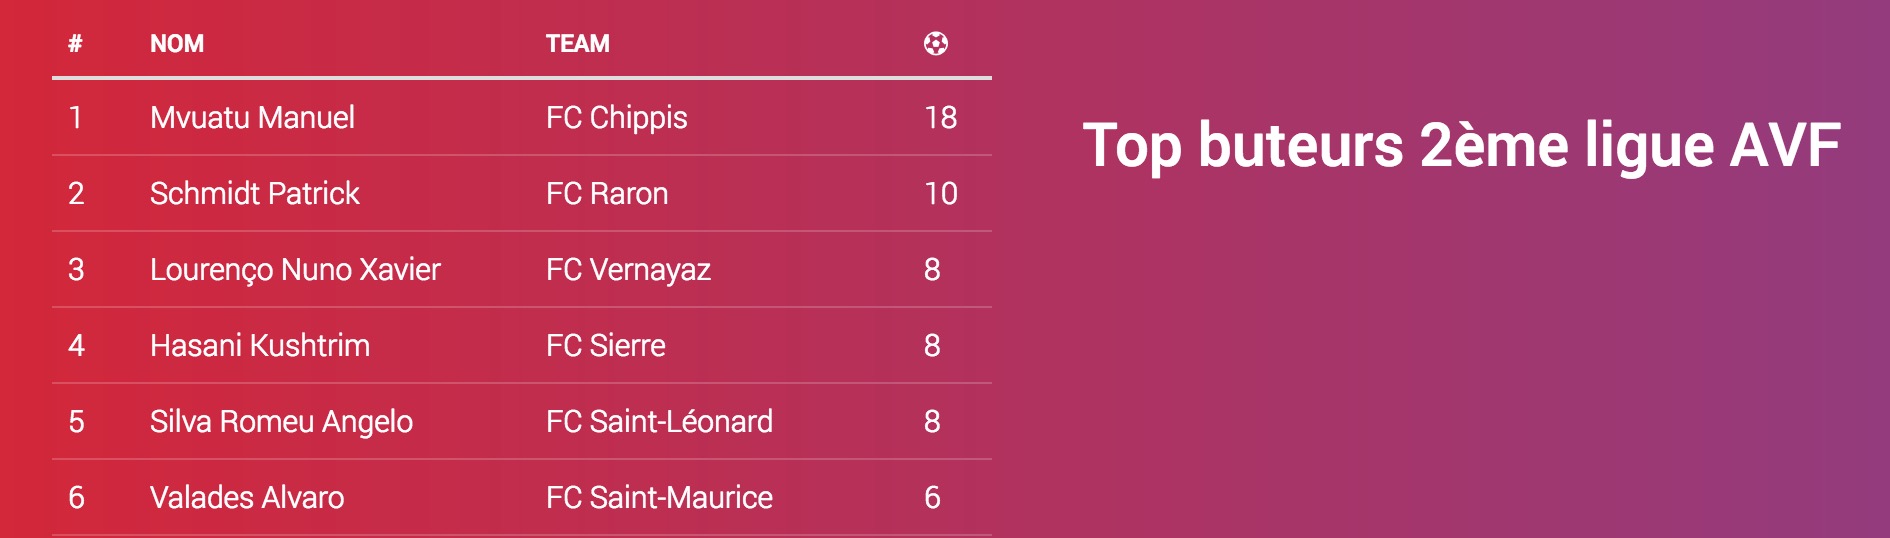 # NOM TEAM
1 Mvuatu Manuel FC Chippis 18
2 Schmidt Patrick FC Raron 10
3 Lourenço Nuno Xavier FC Vernayaz 8
4 Hasani Kushtrim FC Sierre 8
5 Silva Romeu Angelo FC Saint-Léonard 8
6 Valades Alvaro FC Saint-Maurice 6
Top buteurs 2ème ligue AVF